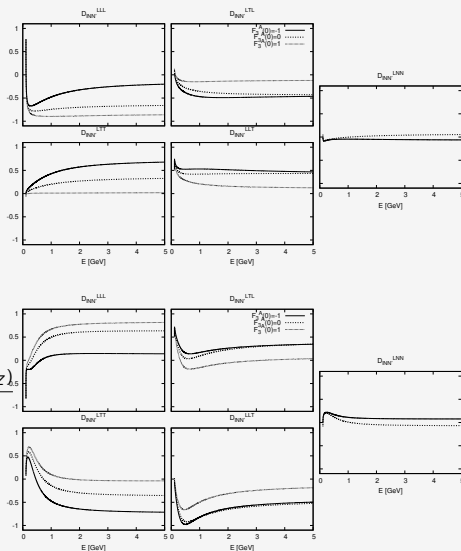 D_INN'^LLL
D_INN'^LTL
1
0.5
0
-0.5
-1
F_3^A(0)=-1
F_3^A(0)=0
F_3^A(0)=1
D_INN'^LNN
0 1 2 3 4 5
D_INN'^LTT
D_INN'^LLT
1
0.5
0
-0.5
-1
0 1 2 3 4 5
0 1 2 3 4 5
E [GeV]
E [GeV]
E [GeV]
D_INN'^LLL
D_INN'^LTL
1
0.5
0
-0.5
-1
F_3^A(0)=-1
F_3^A(0)=0
F_3^A(0)=1
z)
D_INN'^LNN
0 1 2 3 4 5
D_INN'^LTT
D_INN'^LLT
1
0.5
0
-0.5
-1
0 1 2 3 4 5
0 1 2 3 4 5
E [GeV]
E [GeV]
E [GeV]